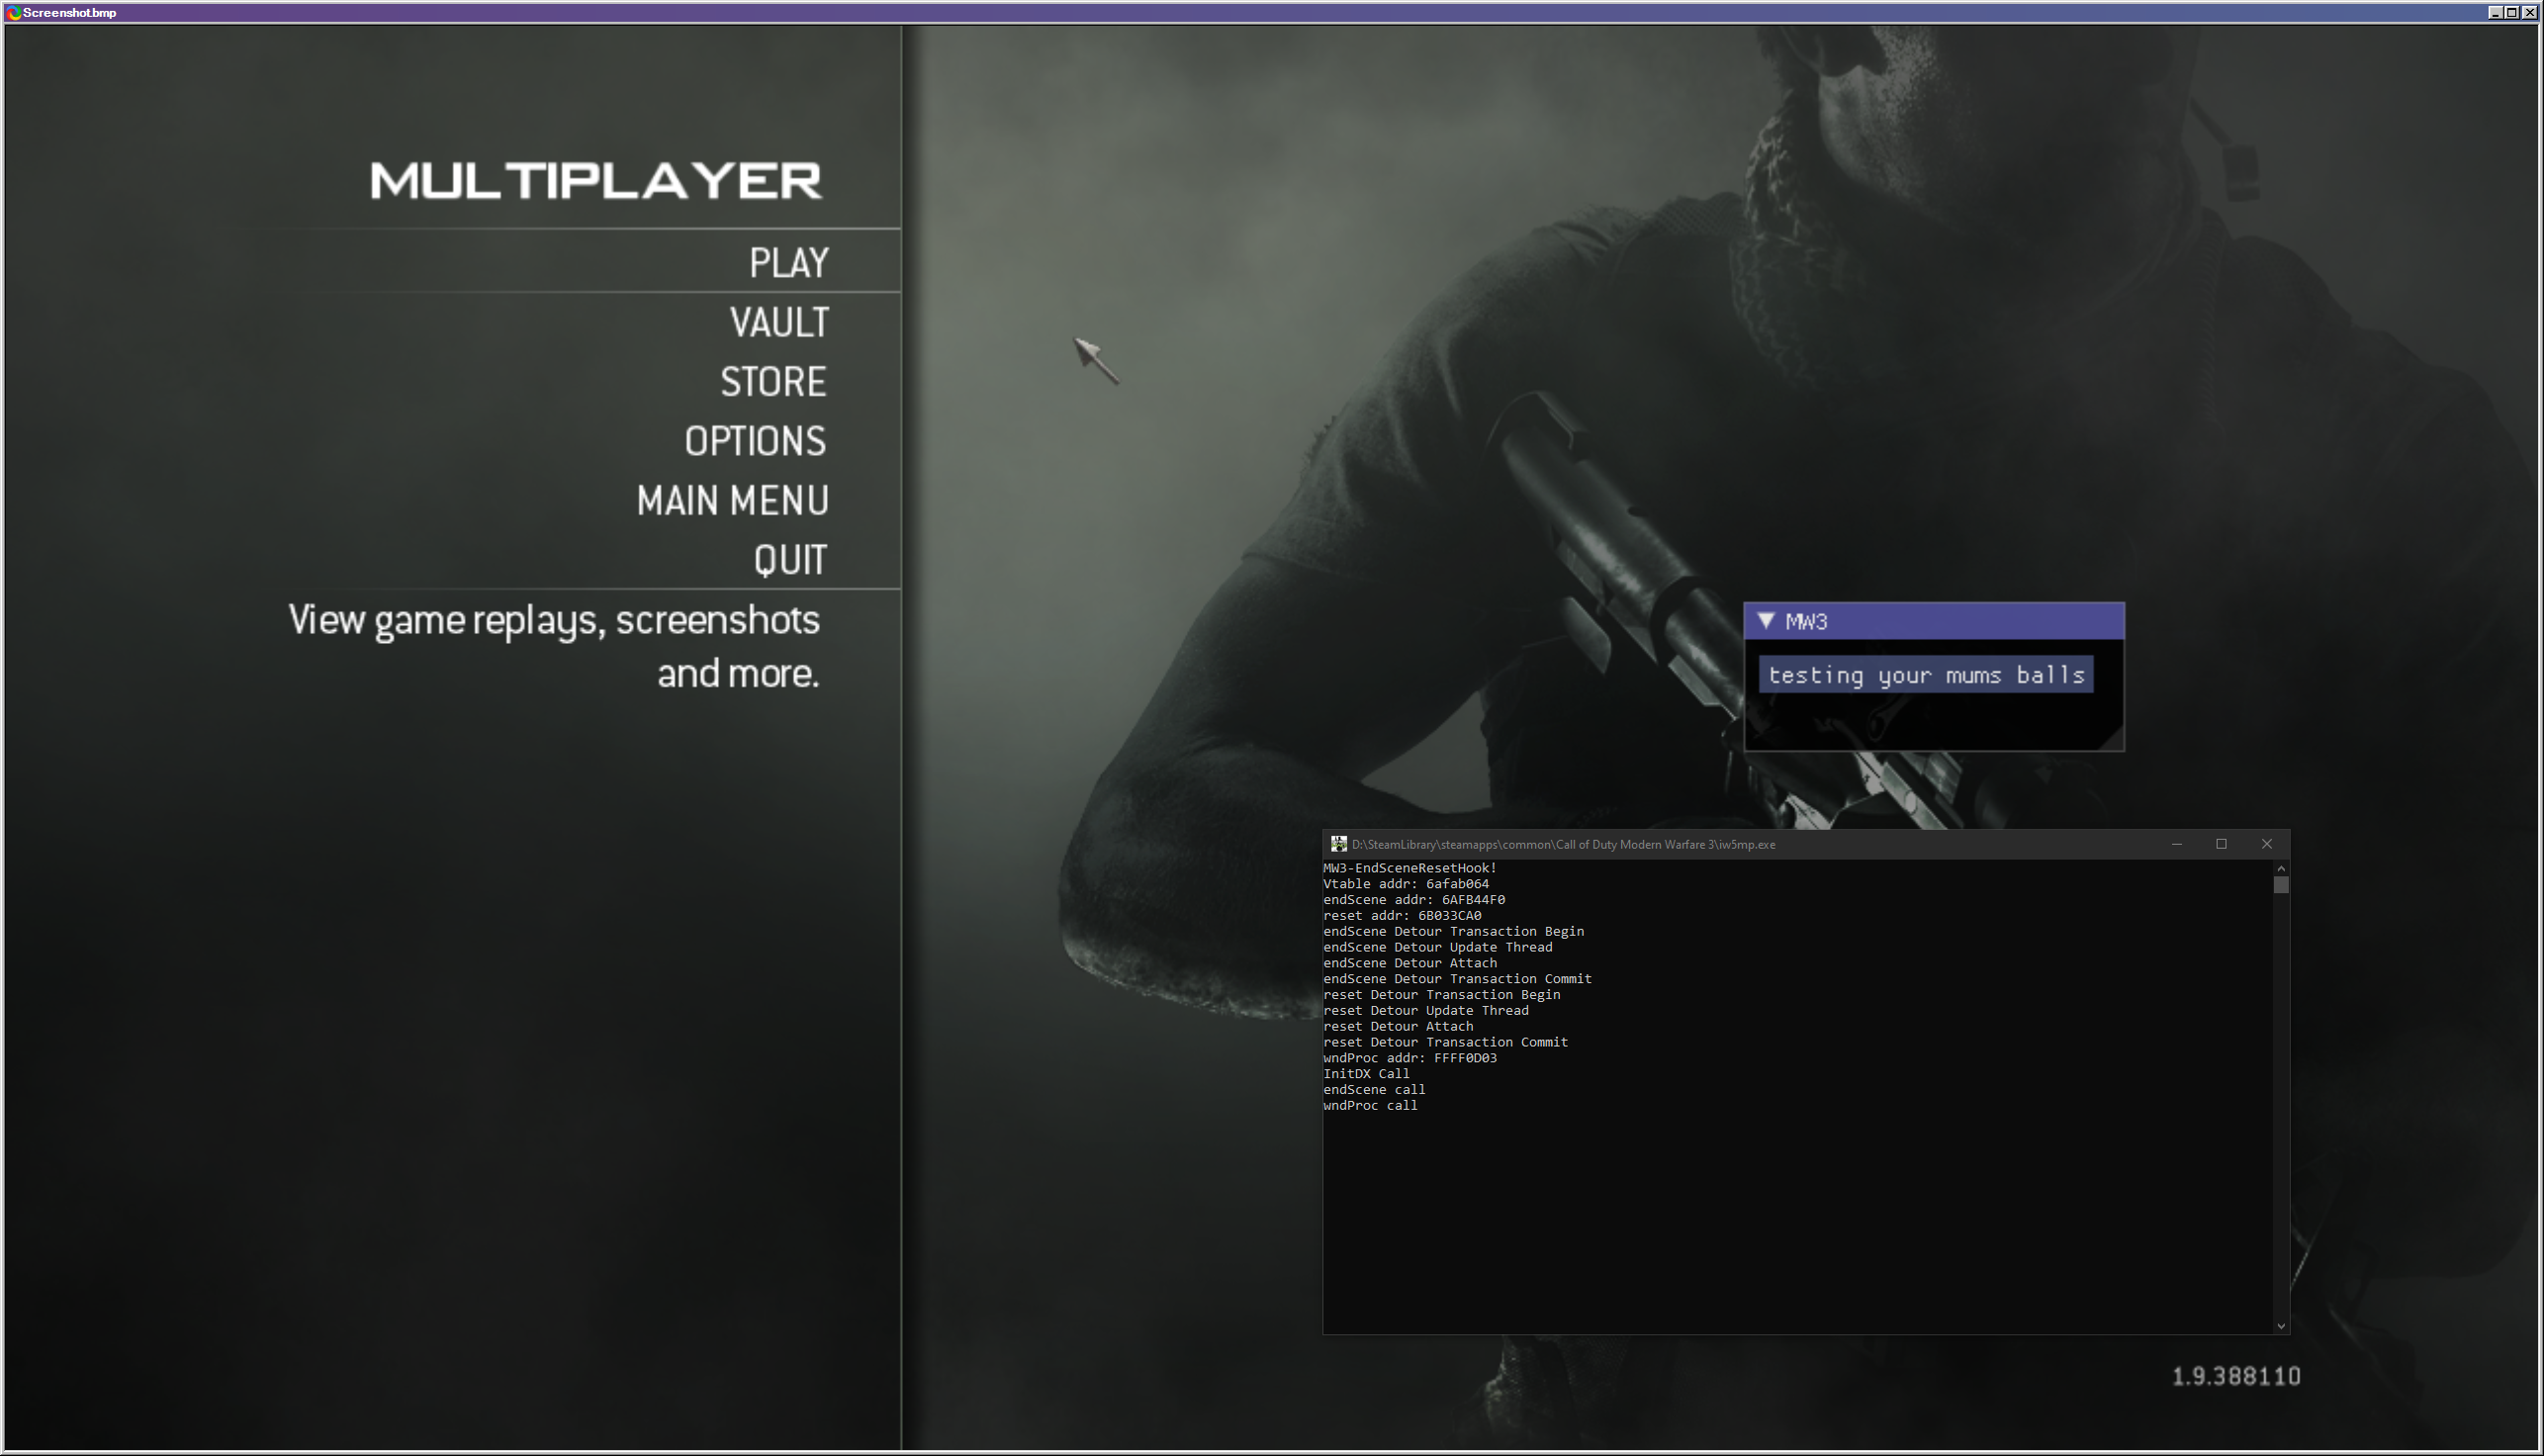 Screenshot.bmp
MULTIPLAYER
PLAY
VAULT
STORE
OPTIONS
MAIN MENU
QUIT
View game replays, screenshots
and more.
MW3
testing your mums balls
D:\SteamLibrary\steamapps\common\Call of Duty Modern Warfare 3\iw5mp.exe
MW3-EndSceneResetHook!
Vtable addr: 6afab064
endScene addr: 6AFB44F0
reset addr: 6B033CA0
endScene Detour Transaction Begin
endScene Detour Update Thread
endScene Detour Attach
endScene Detour Transaction Commit
reset Detour Transaction Begin
reset Detour Update Thread
reset Detour Attach
reset Detour Transaction Commit
wndProc addr: FFFF0D03
InitDX Call
endScene call
wndProc call
1.9.388110